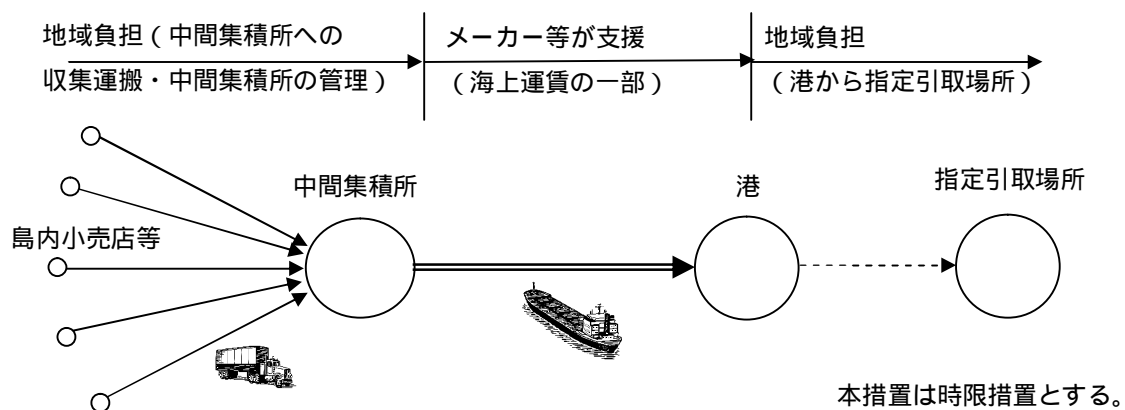 地域負担（中間集積所への
収集運搬・中間集積所の管理）
メーカー等が支援
（海上運賃の一部）
地域負担
（港から指定引取場所）
中間集積所
港
指定引取場所
島内小売店等
本措置は時限措置とする。